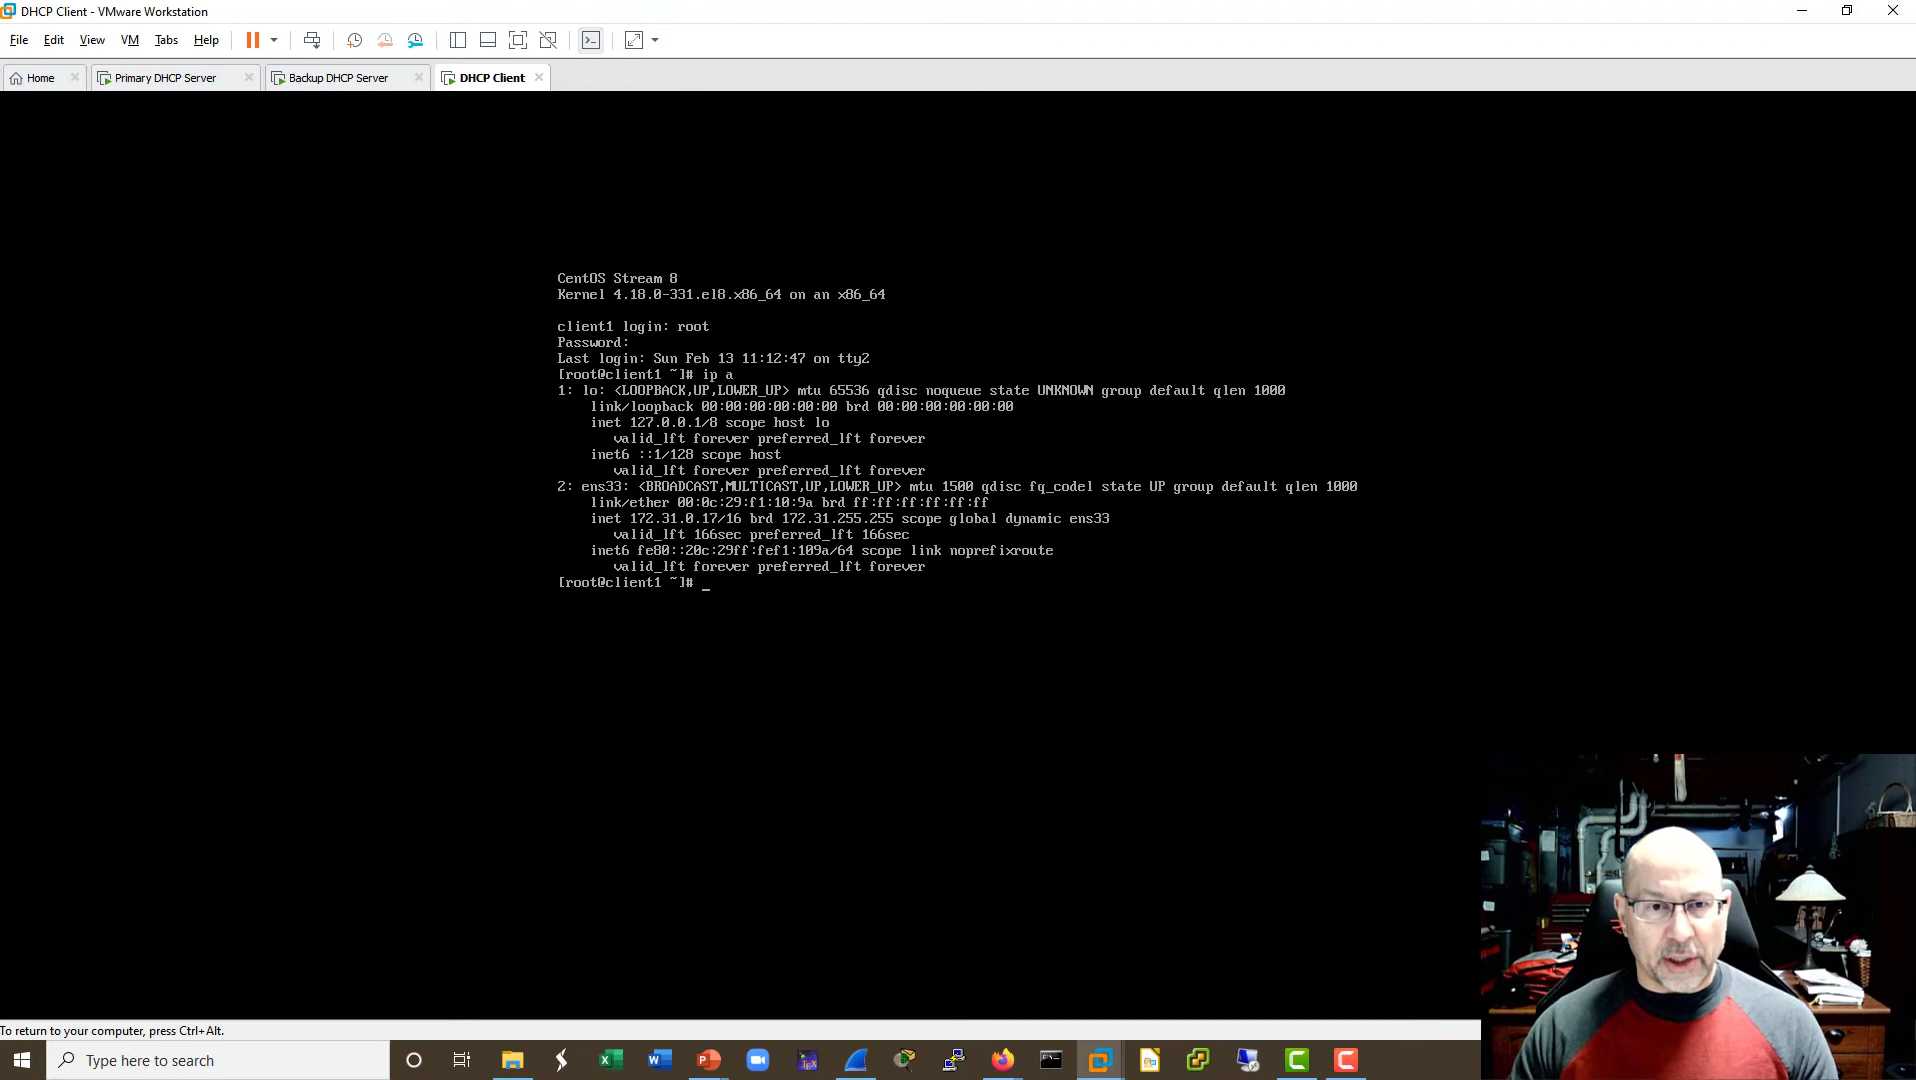 DHCP Client - VMware Workstation
File Edit View VM Tabs Help
Home Primary DHCP Server Backup DHCP Server DHCP Client
CentOS Stream 8
Kernel 4.18.0-331.el8.x86_64 on an x86_64
client1 login: root
Password:
Last login: Sun Feb 13 11:12:47 on tty2
[root@client1 ~]# ip a
1: lo: <LOOPBACK,UP,LOWER_UP> mtu 65536 qdisc noqueue state UNKNOWN group default qlen 1000
link/loopback 00:00:00:00:00:00 brd 00:00:00:00:00:00
inet 127.0.0.1/8 scope host lo
valid_lft forever preferred_lft forever
inet6 ::1/128 scope host
valid_lft forever preferred_lft forever
2: ens33: <BROADCAST,MULTICAST,UP,LOWER_UP> mtu 1500 qdisc fq_codel state UP group default qlen 1000
link/ether 00:0c:29:f1:10:9a brd ff:ff:ff:ff:ff:ff
inet 172.31.0.17/16 brd 172.31.255.255 scope global dynamic ens33
valid_lft 166sec preferred_lft 166sec
inet6 fe80::20c:29ff:fef1:109a/64 scope link noprefixroute
valid_lft forever preferred_lft forever
[root@client1 ~]# _
To return to your computer, press Ctrl+Alt.
Type here to search